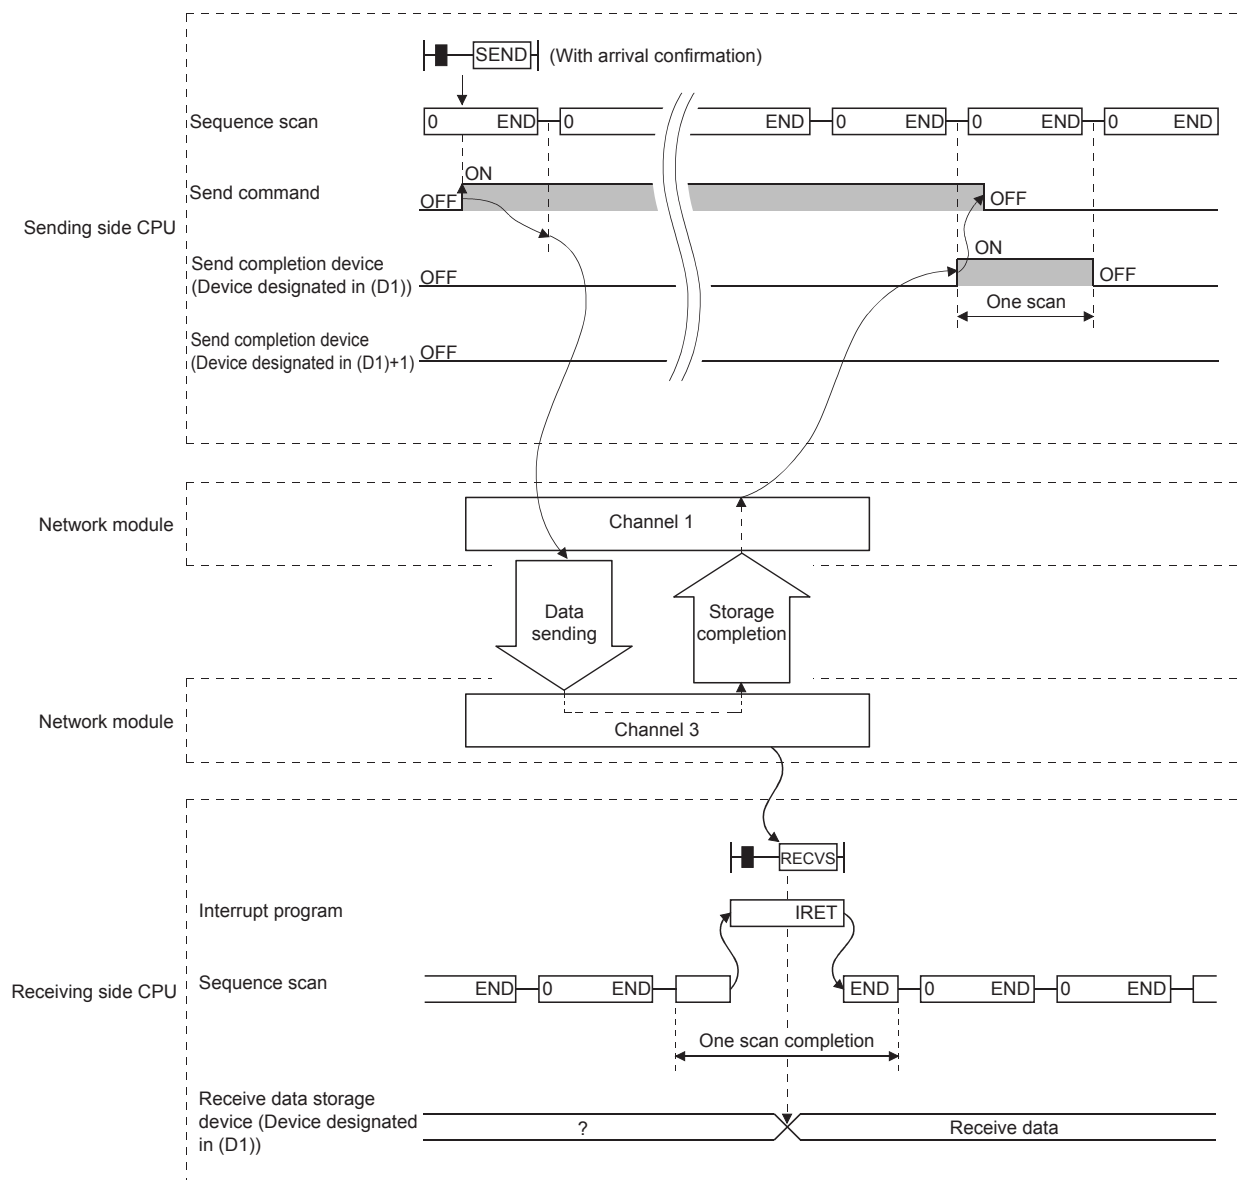 SEND (With arrival confirmation)
Sequence scan 0 END 0 END 0 END 0 END 0 END
ON
Send command OFF OFF
Sending side CPU
ON
Send completion device
(Device designated in (D1)) OFF OFF
One scan
Send completion device
(Device designated in (D1)+1) OFF
Network module Channel 1
Data
sending
Storage
completion
Network module Channel 3
RECVS
Interrupt program IRET
Receiving side CPU Sequence scan END 0 END END 0 END 0 END
One scan completion
Receive data storage
device (Device designated
in (D1))
? Receive data